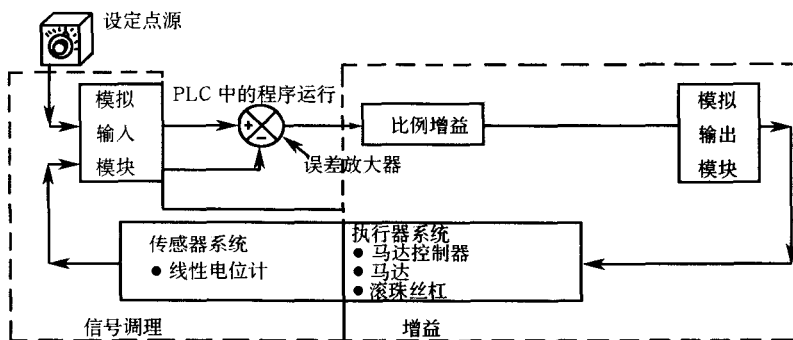 设定点源
模拟
输入
模块
PLC 中的程序运行
+
−
误差放大器
比例增益
模拟
输出
模块
传感器系统
● 线性电位计
执行器系统
● 马达控制器
● 马达
● 滚珠丝杠
信号调理
增益